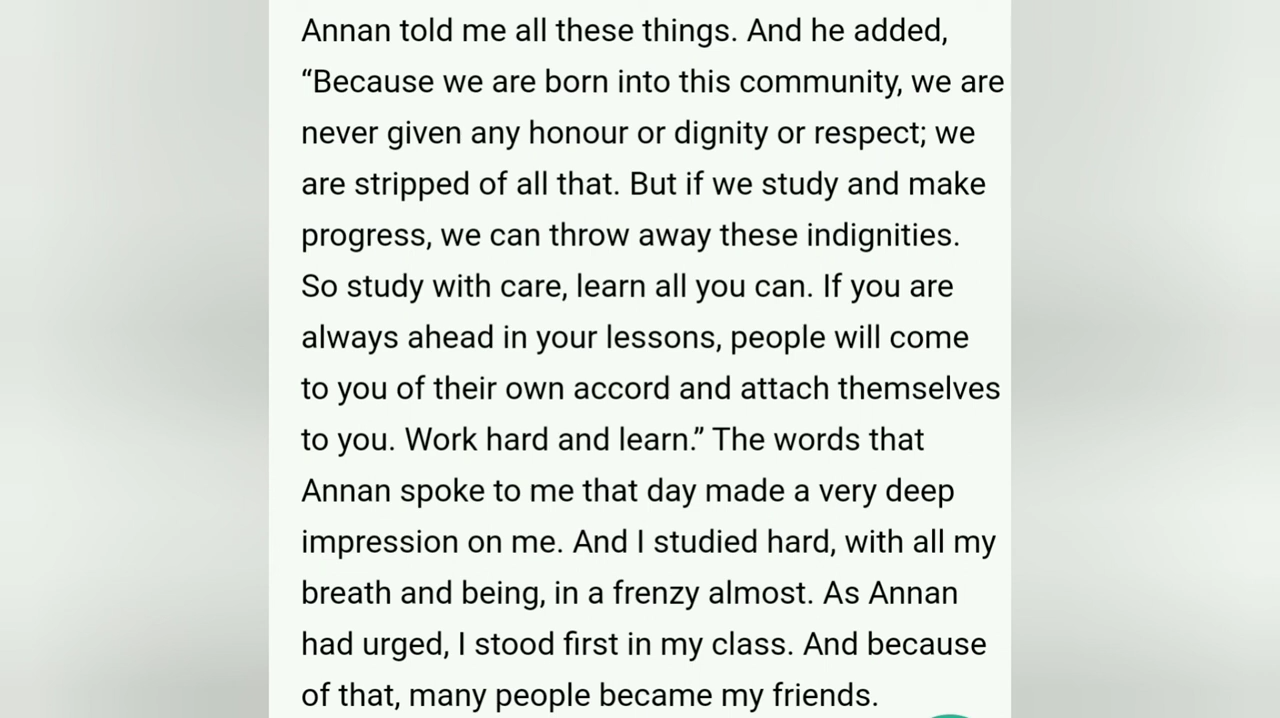 Annan told me all these things. And he added,
“Because we are born into this community, we are
never given any honour or dignity or respect; we
are stripped of all that. But if we study and make
progress, we can throw away these indignities.
So study with care, learn all you can. If you are
always ahead in your lessons, people will come
to you of their own accord and attach themselves
to you. Work hard and learn.” The words that
Annan spoke to me that day made a very deep
impression on me. And I studied hard, with all my
breath and being, in a frenzy almost. As Annan
had urged, I stood first in my class. And because
of that, many people became my friends.